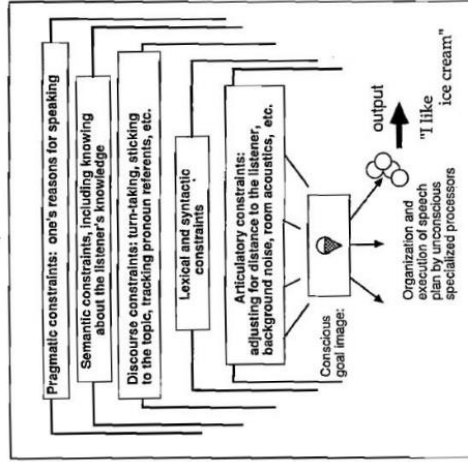 Pragmatic constraints: one's reasons for speaking
Semantic constraints, including knowing
about the listener's knowledge
Discourse constraints: turn-taking, sticking
to the topic, tracking pronoun referents, etc.
Lexical and syntactic
constraints
Articulatory constraints:
adjusting for distance to the listener,
background noise, room acoustics, etc.
Conscious
goal image:
output
"I like
ice cream"
Organization and
execution of speech
plan by unconscious
specialized processors